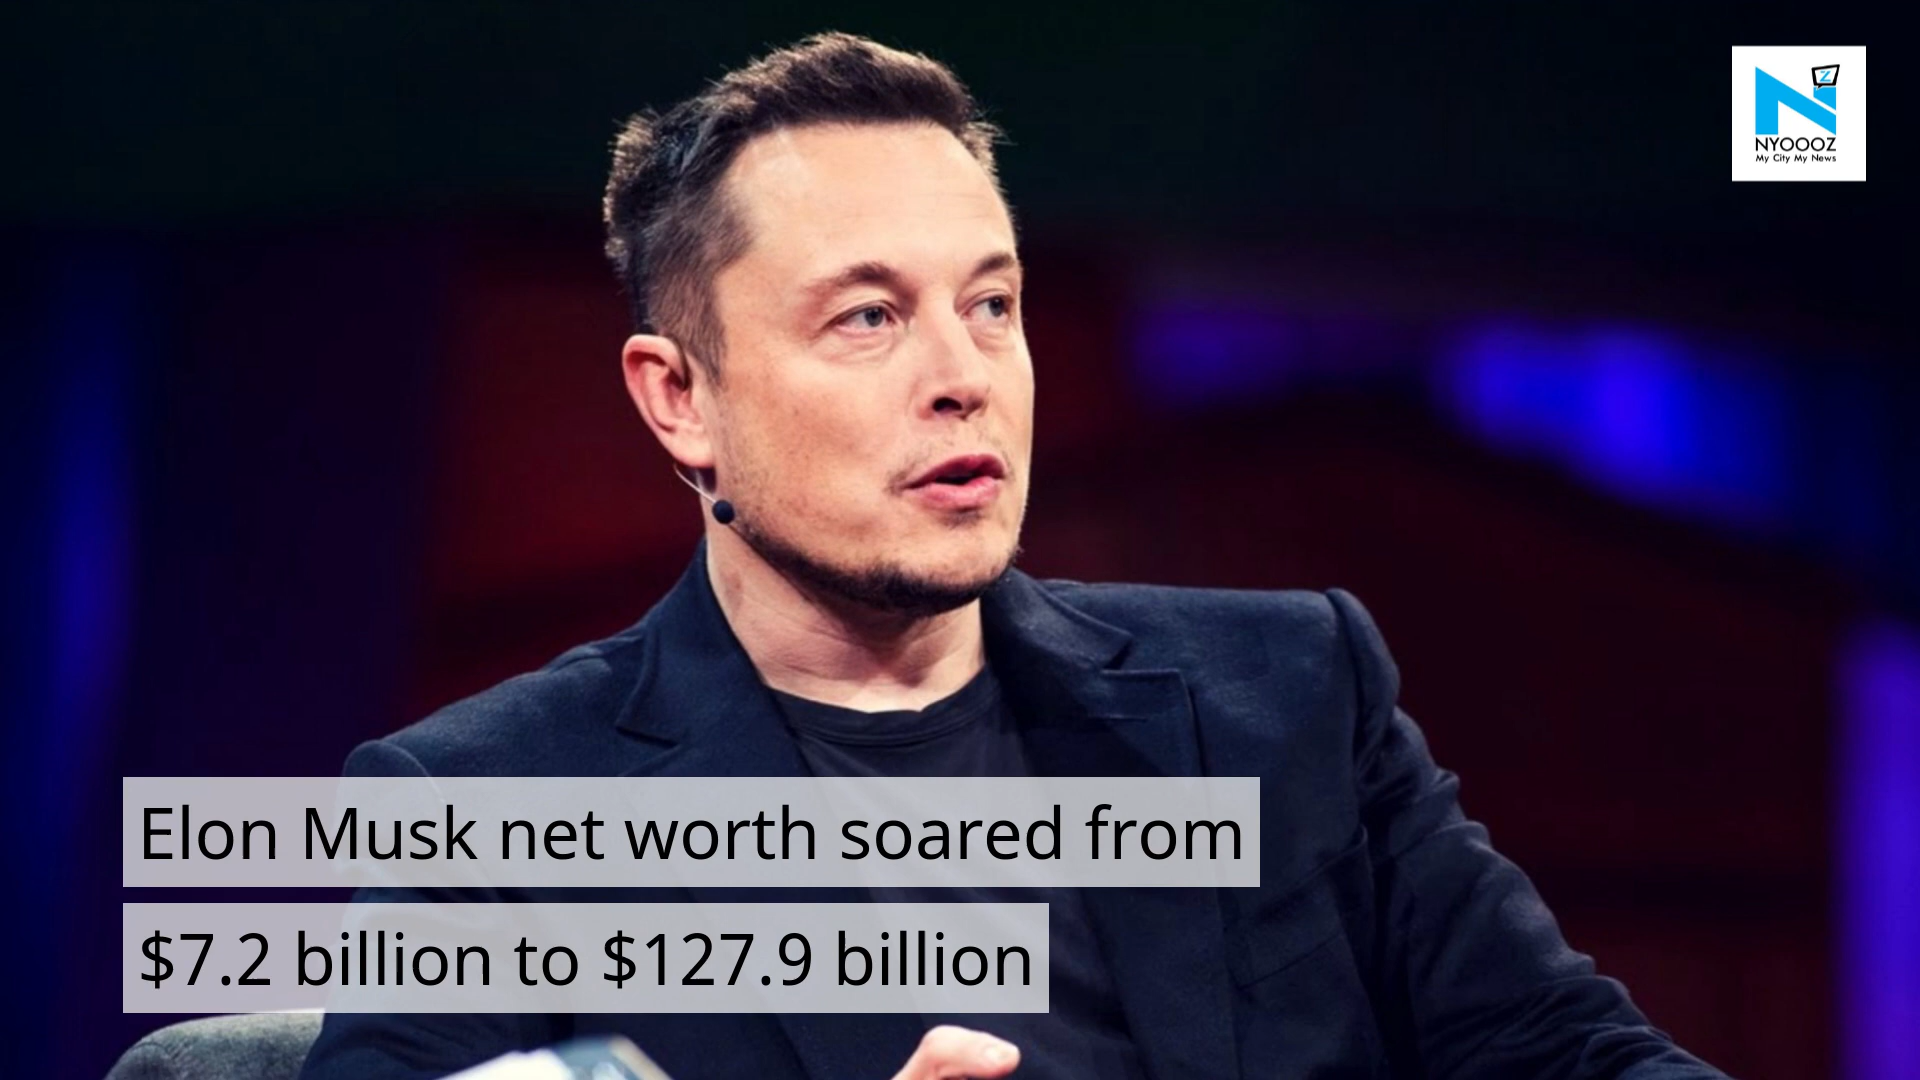 Z
NYOOOZ
My City My News
Elon Musk net worth soared from
$7.2 billion to $127.9 billion